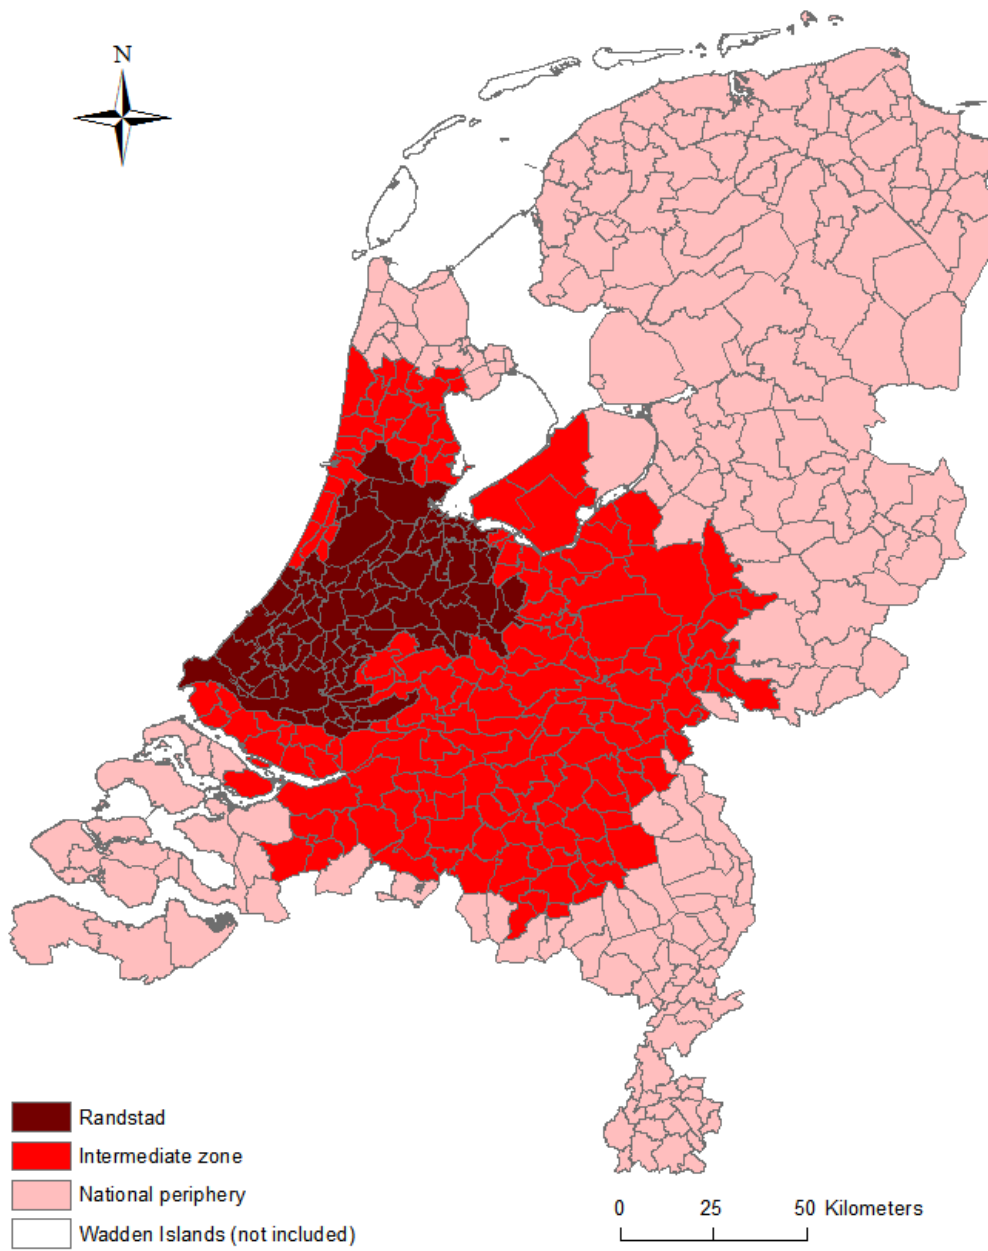 N
Randstad
Intermediate zone
National periphery
Wadden Islands (not included)
0 25 50 Kilometers